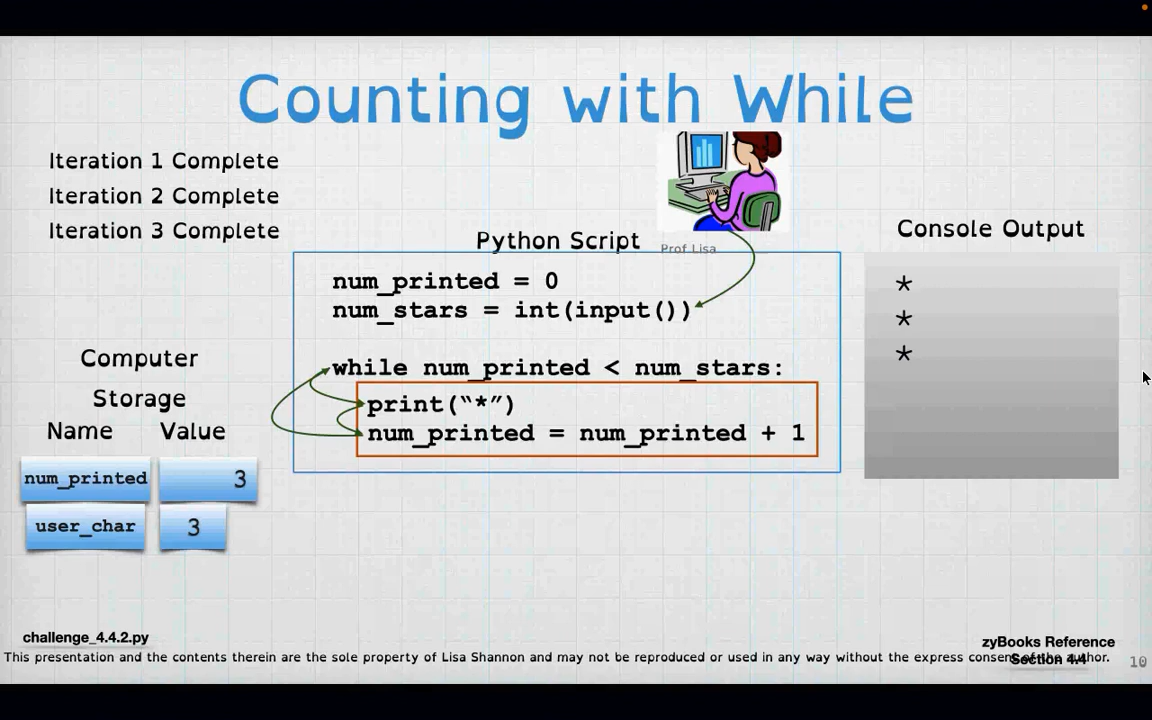 Counting with While
Iteration 1 Complete
Iteration 2 Complete
Iteration 3 Complete
Python Script
Prof Lisa
Console Output
num_printed = 0
num_stars = int(input())
while num_printed < num_stars:
print(“*”)
num_printed = num_printed + 1
*
*
*
Computer
Storage
Name Value
num_printed 3
user_char 3
challenge_4.4.2.py
zyBooks Reference
Section 4.4
This presentation and the contents therein are the sole property of Lisa Shannon and may not be reproduced or used in any way without the express consent of the author.
10